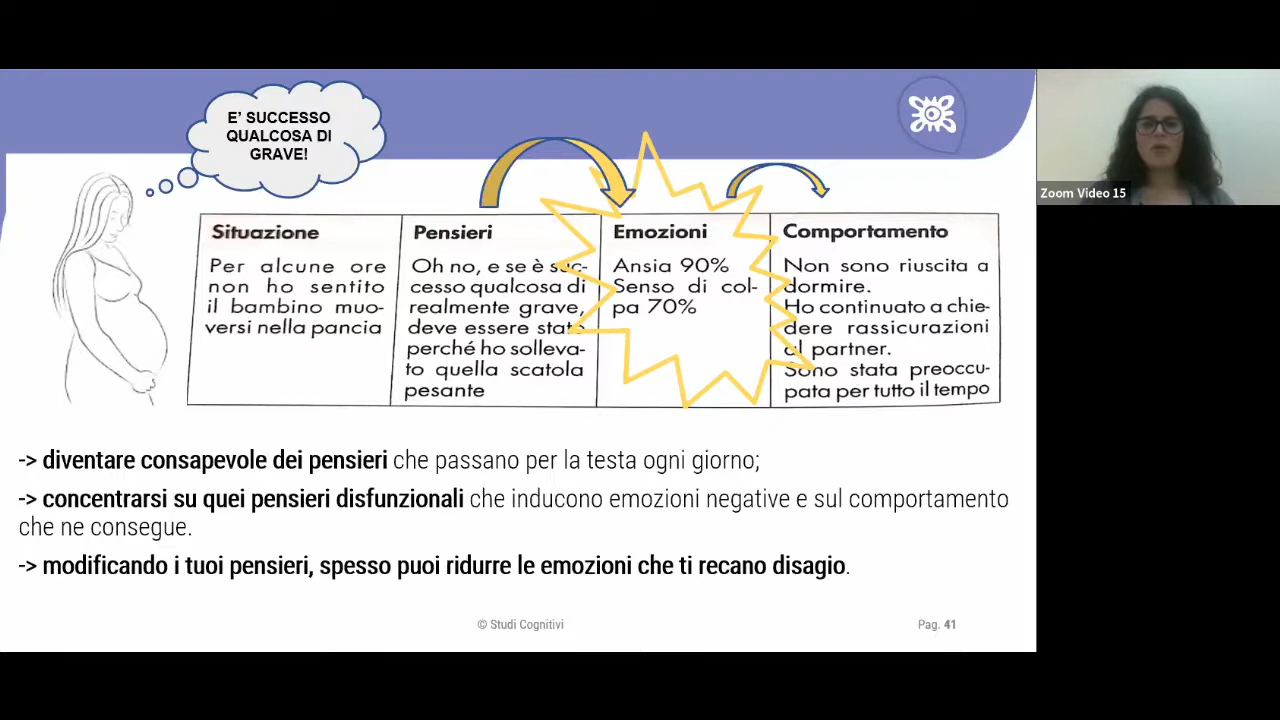 E' SUCCESSO
QUALCOSA DI
GRAVE!
Zoom Video 15
Situazione
Per alcune ore
non ho sentito
il bambino muo-
versi nella pancia
Pensieri
Oh no, e se è suc-
cesso qualcosa di
realmente grave,
deve essere stato
perché ho solleva-
to quella scatola
pesante
Emozioni
Ansia 90%
Senso di col-
pa 70%
Comportamento
Non sono riuscita a
dormire.
Ho continuato a chie-
dere rassicurazioni
al partner.
Sono stata preoccu-
pata per tutto il tempo
-> diventare consapevole dei pensieri che passano per la testa ogni giorno;
-> concentrarsi su quei pensieri disfunzionali che inducono emozioni negative e sul comportamento
che ne consegue.
-> modificando i tuoi pensieri, spesso puoi ridurre le emozioni che ti recano disagio.
© Studi Cognitivi
Pag. 41